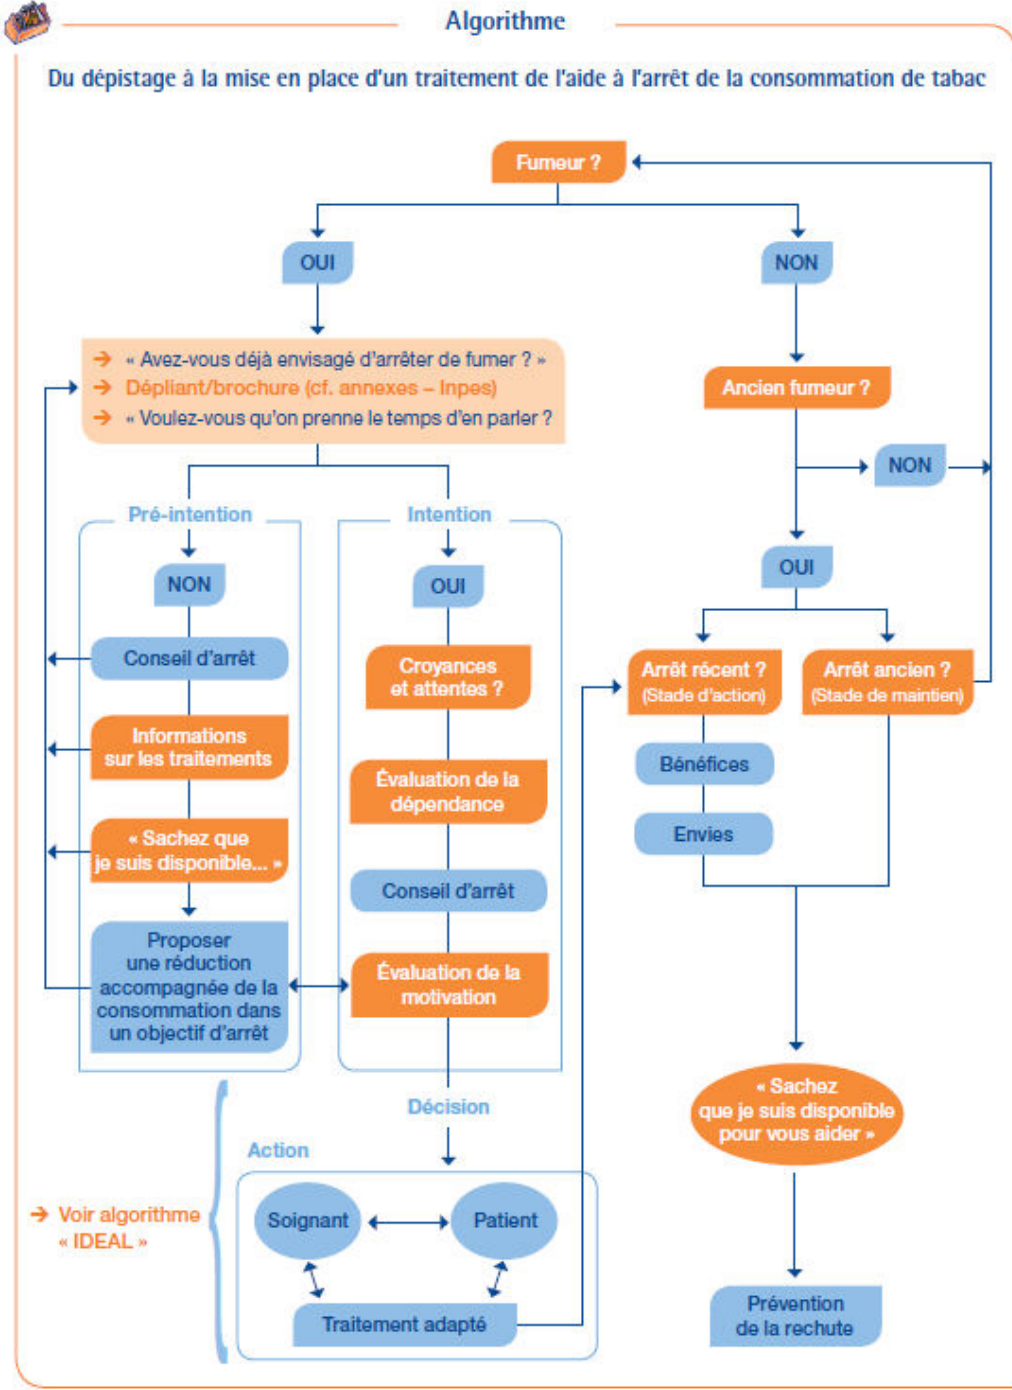 Algorithme
Du dépistage à la mise en place d'un traitement de l'aide à l'arrêt de la consommation de tabac
Fumeur ?
OUI
NON
→ « Avez-vous déjà envisagé d'arrêter de fumer ? »
→ Dépliant/brochure (cf. annexes – Inpes)
→ « Voulez-vous qu'on prenne le temps d'en parler ?
Ancien fumeur ?
NON
OUI
Pré-intention
NON
Conseil d'arrêt
Informations
sur les traitements
« Sachez que
je suis disponible... »
Proposer
une réduction
accompagnée de la
consommation dans
un objectif d'arrêt
Intention
OUI
Croyances
et attentes ?
Évaluation de la
dépendance
Conseil d'arrêt
Évaluation de la
motivation
Arrêt récent ?
(Stade d'action)
Bénéfices
Envies
Arrêt ancien ?
(Stade de maintien)
« Sachez
que je suis disponible
pour vous aider »
Prévention
de la rechute
Décision
Action
→ Voir algorithme
« IDEAL »
Soignant
Patient
Traitement adapté